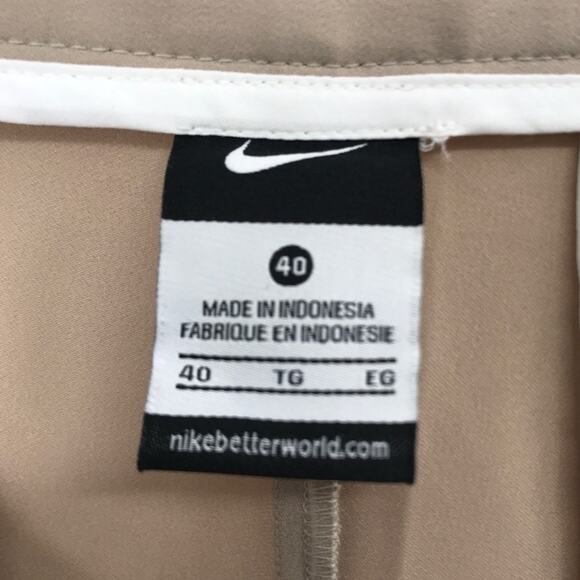 40
MADE IN INDONESIA
FABRIQUE EN INDONESIE
40 TG EG
nikebetterworld.com